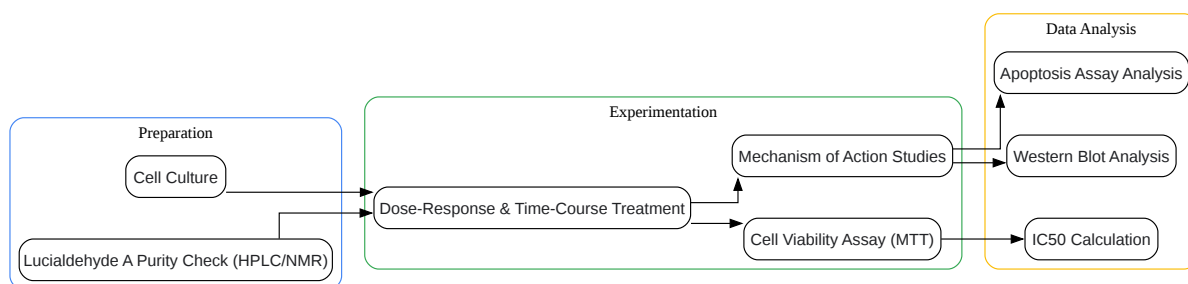 Preparation
Cell Culture
Lucialdehyde A Purity Check (HPLC/NMR)
Experimentation
Dose-Response & Time-Course Treatment
Mechanism of Action Studies
Cell Viability Assay (MTT)
Data Analysis
Apoptosis Assay Analysis
Western Blot Analysis
IC50 Calculation